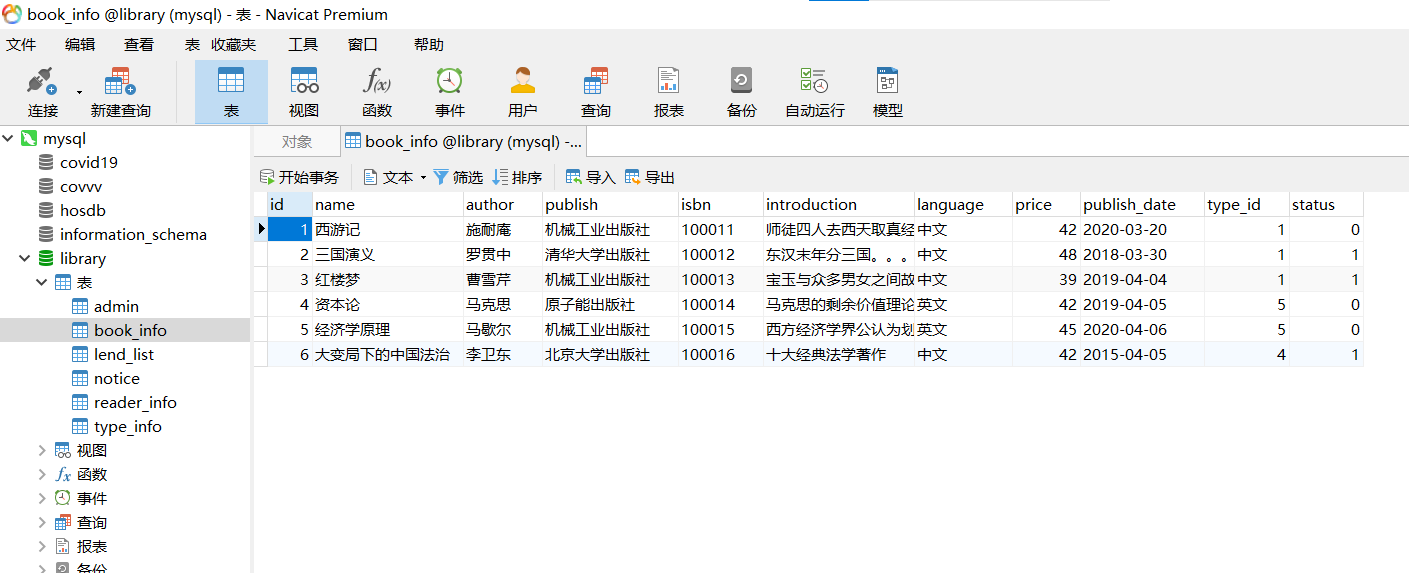 book_info @library (mysql) - 表 - Navicat Premium
文件 编辑 查看 表 收藏夹 工具 窗口 帮助
连接 新建查询 表 视图 函数 事件 用户 查询 报表 备份 自动运行 模型
mysql
covid19
covvv
hosdb
information_schema
library
表
admin
book_info
lend_list
notice
reader_info
type_info
视图
函数
事件
查询
报表
备份
对象 book_info @library (mysql) -...
开始事务 文本 筛选 排序 导入 导出
id name author publish isbn introduction language price publish_date type_id status
1 西游记 施耐庵 机械工业出版社 100011 师徒四人去西天取真经 中文 42 2020-03-20 1 0
2 三国演义 罗贯中 清华大学出版社 100012 东汉末年分三国。。。 中文 48 2018-03-30 1 1
3 红楼梦 曹雪芹 机械工业出版社 100013 宝玉与众多男女之间故 中文 39 2019-04-04 1 1
4 资本论 马克思 原子能出版社 100014 马克思的剩余价值理论 英文 42 2019-04-05 5 0
5 经济学原理 马歇尔 机械工业出版社 100015 西方经济学界公认为划 英文 45 2020-04-06 5 0
6 大变局下的中国法治 李卫东 北京大学出版社 100016 十大经典法学著作 中文 42 2015-04-05 4 1